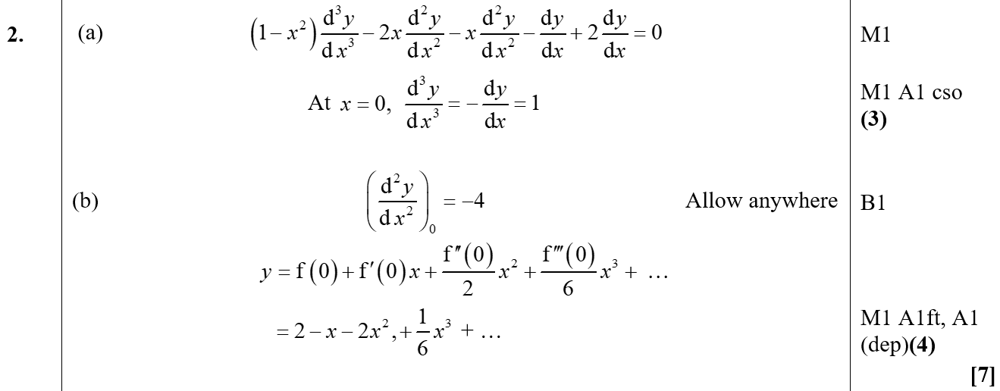 2. (a) (1 − x²) d³y/dx³ − 2x d²y/dx² − x d²y/dx² − dy/dx + 2 dy/dx = 0 M1
At x = 0, d³y/dx³ = − dy/dx = 1 M1 A1 cso
(3)
(b) (d²y/dx²)₀ = −4 Allow anywhere B1
y = f(0) + f′(0)x + f″(0)/2 x² + f‴(0)/6 x³ + …
= 2 − x − 2x², + 1/6 x³ + … M1 A1ft, A1
(dep)(4)
[7]